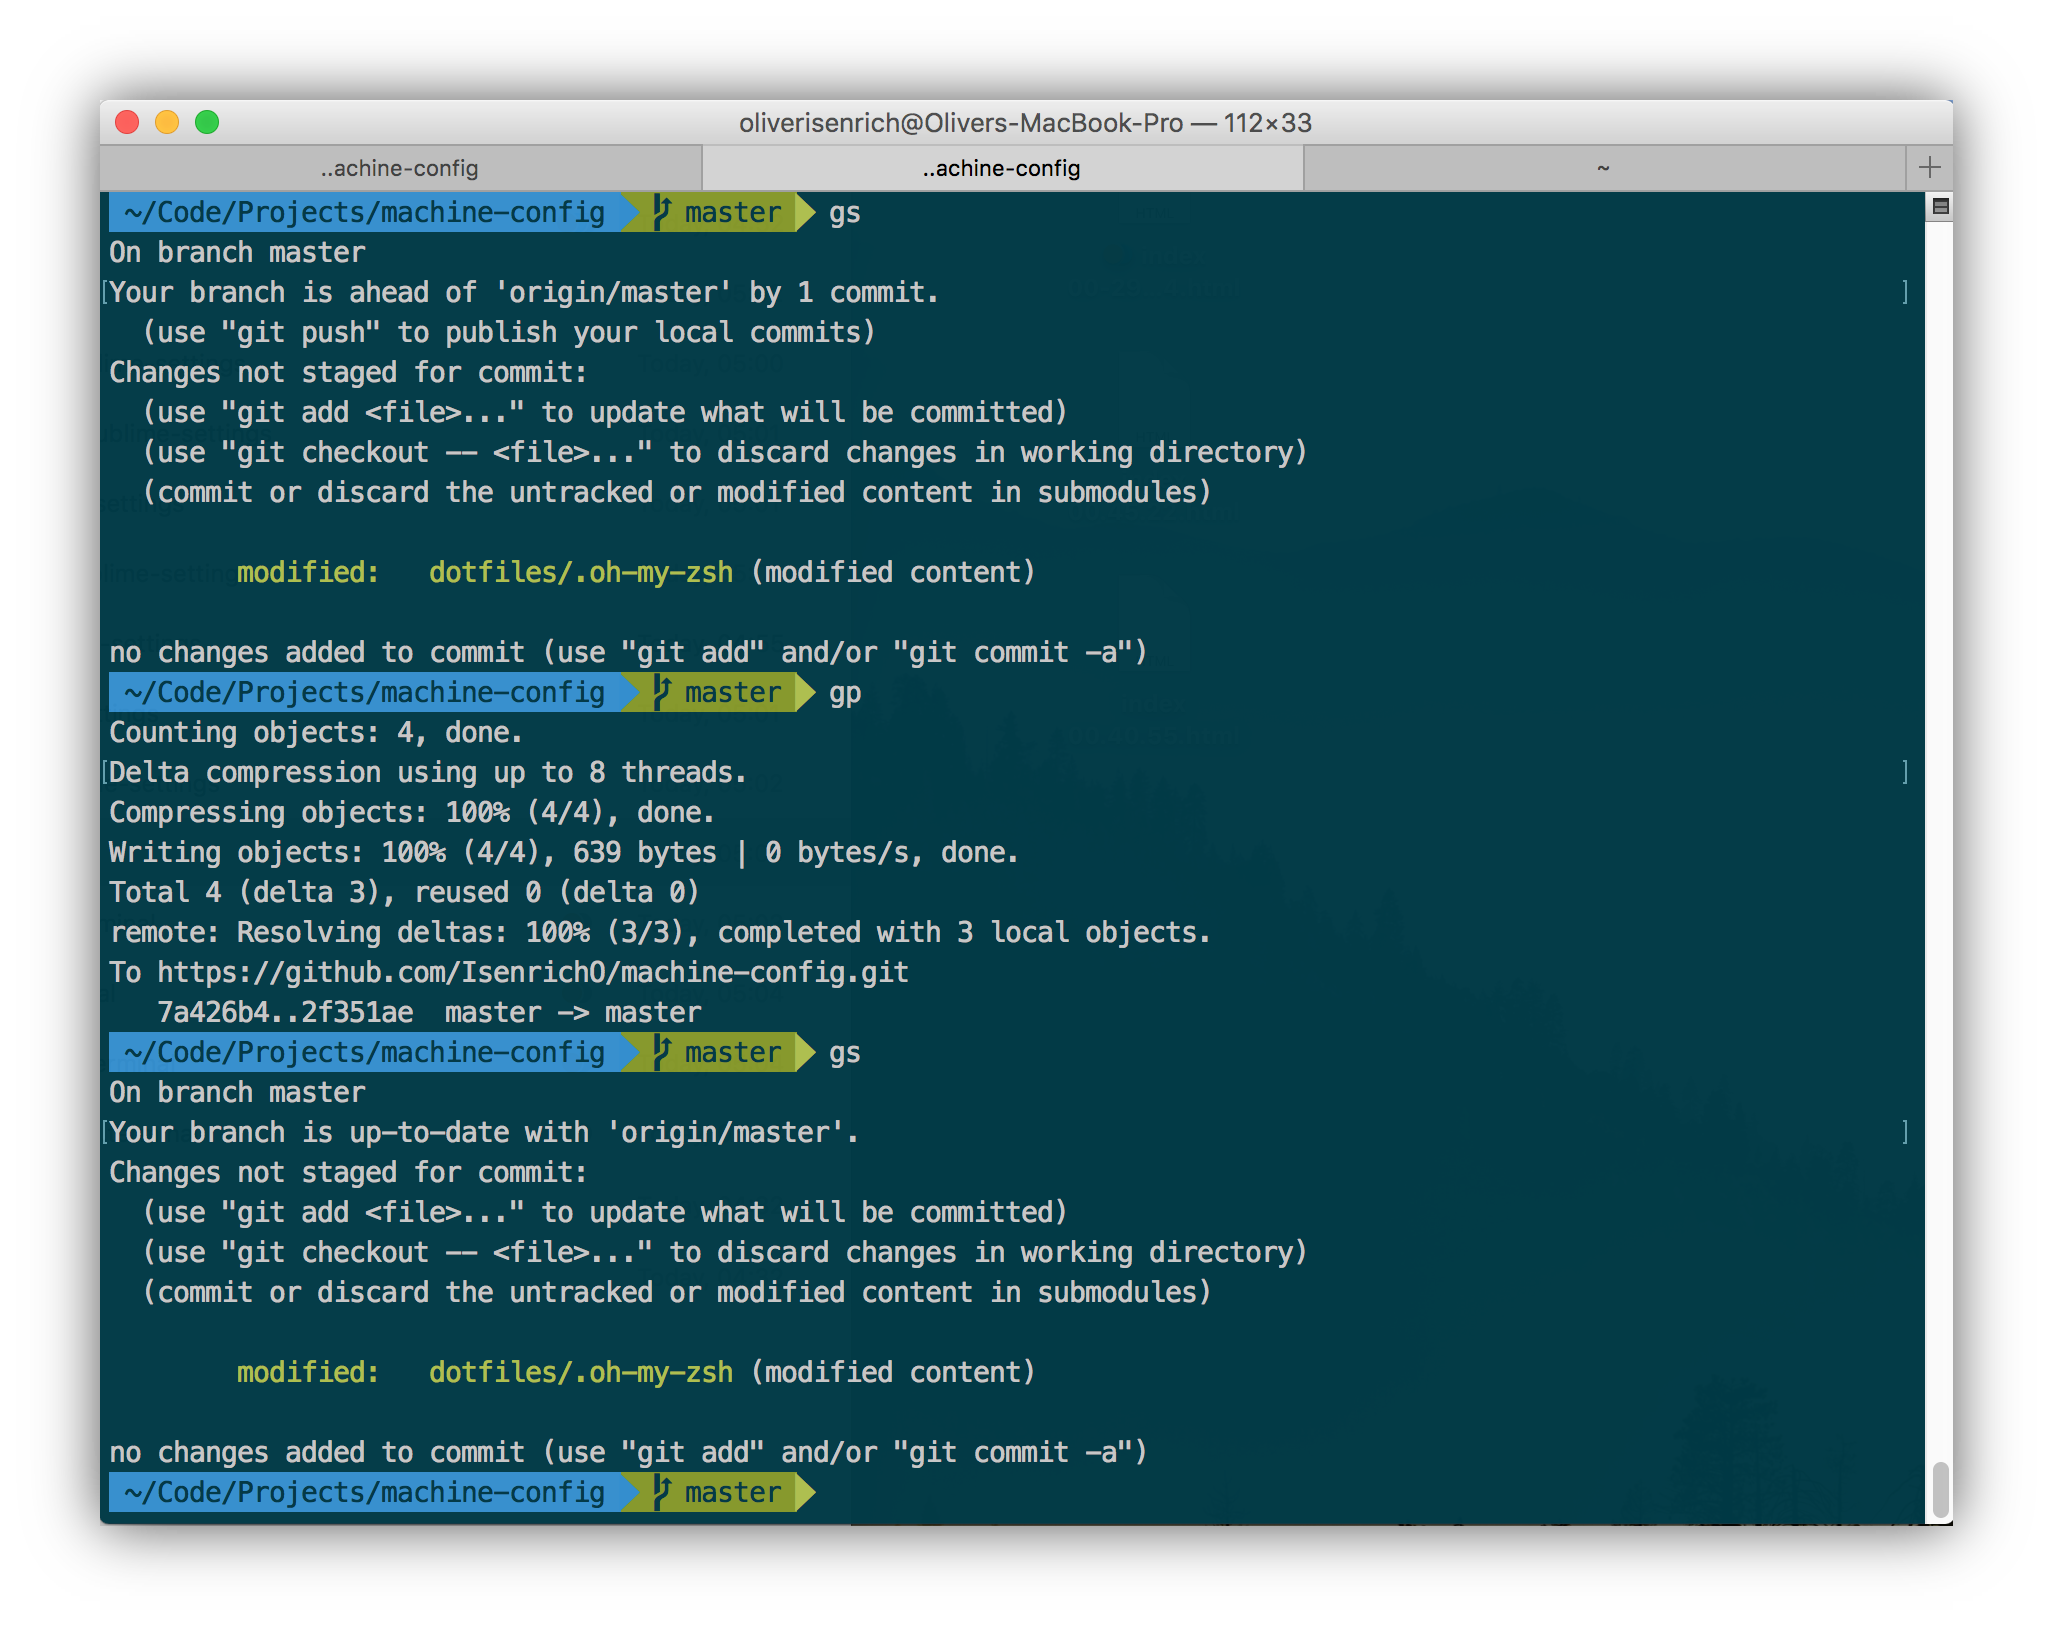 oliverisenrich@Olivers-MacBook-Pro — 112×33
..achine-config ..achine-config ~
~/Code/Projects/machine-config master gs
On branch master
Your branch is ahead of 'origin/master' by 1 commit.
(use "git push" to publish your local commits)
Changes not staged for commit:
(use "git add <file>..." to update what will be committed)
(use "git checkout -- <file>..." to discard changes in working directory)
(commit or discard the untracked or modified content in submodules)
modified: dotfiles/.oh-my-zsh (modified content)
no changes added to commit (use "git add" and/or "git commit -a")
~/Code/Projects/machine-config master gp
Counting objects: 4, done.
Delta compression using up to 8 threads.
Compressing objects: 100% (4/4), done.
Writing objects: 100% (4/4), 639 bytes | 0 bytes/s, done.
Total 4 (delta 3), reused 0 (delta 0)
remote: Resolving deltas: 100% (3/3), completed with 3 local objects.
To https://github.com/IsenrichO/machine-config.git
7a426b4..2f351ae master -> master
~/Code/Projects/machine-config master gs
On branch master
Your branch is up-to-date with 'origin/master'.
Changes not staged for commit:
(use "git add <file>..." to update what will be committed)
(use "git checkout -- <file>..." to discard changes in working directory)
(commit or discard the untracked or modified content in submodules)
modified: dotfiles/.oh-my-zsh (modified content)
no changes added to commit (use "git add" and/or "git commit -a")
~/Code/Projects/machine-config master